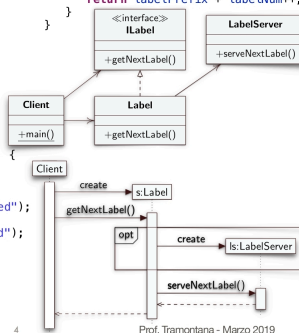 return labelPrefix + labelNum++;
}
}
≪interface≫
ILabel
+getNextLabel()
LabelServer
+serveNextLabel()
Client
+main()
Label
+getNextLabel()
{
Client
create
s:Label
ed");
getNextLabel()
d");
opt
create
ls:LabelServer
serveNextLabel()
4
Prof. Tramontana - Marzo 2019